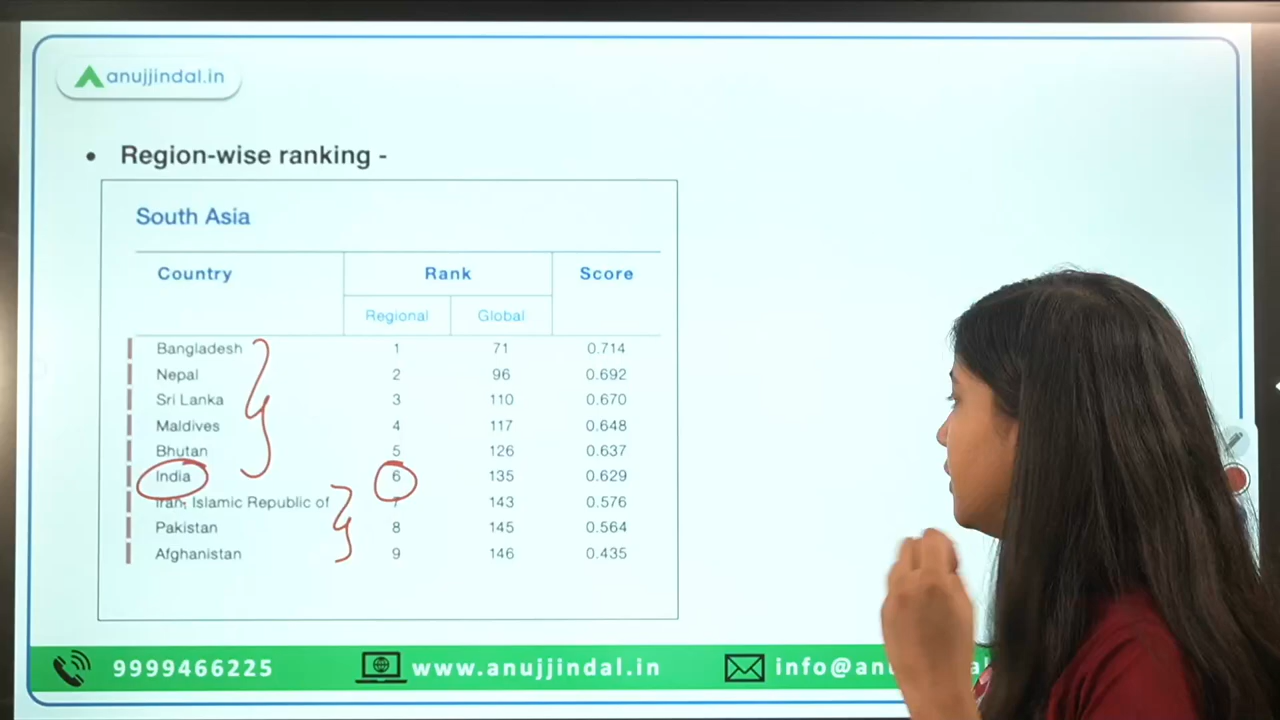 anujjindal.in
• Region-wise ranking -
South Asia
Country Rank Score
Regional Global
Bangladesh 1 71 0.714
Nepal 2 96 0.692
Sri Lanka 3 110 0.670
Maldives 4 117 0.648
Bhutan 5 126 0.637
India 6 135 0.629
Iran, Islamic Republic of 7 143 0.576
Pakistan 8 145 0.564
Afghanistan 9 146 0.435
9999466225 www.anujjindal.in info@anu